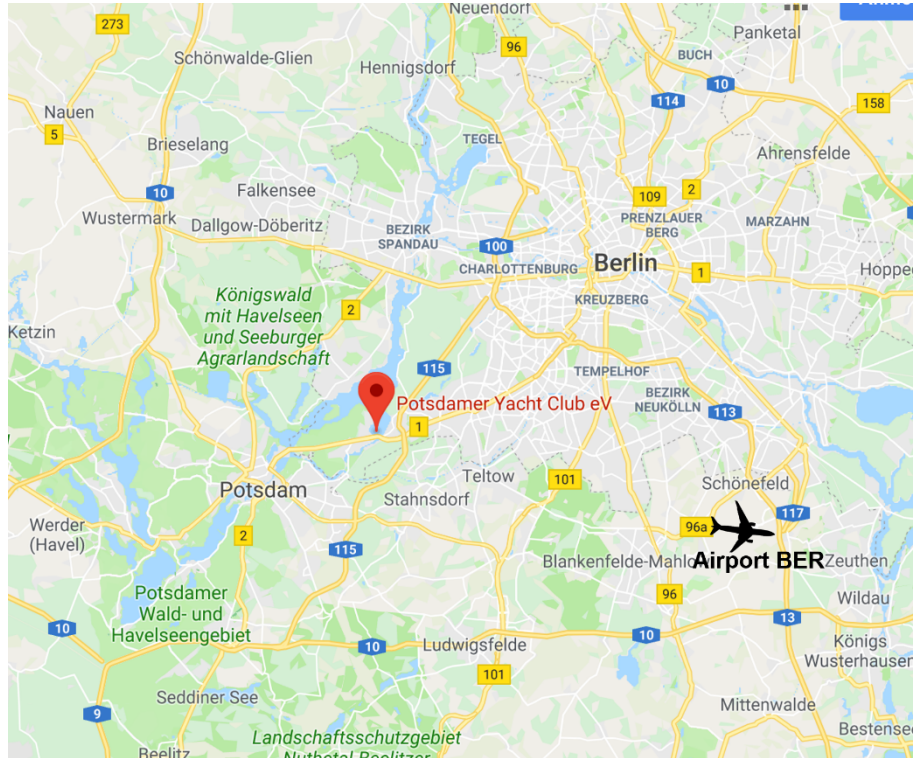 Neuendorf
273
96
Panketal
Schönwalde-Glien
BUCH
Hennigsdorf
10
114
158
Nauen
5
TEGEL
Brieselang
Ahrensfelde
10
Falkensee
109
2
Wustermark
PRENZLAUER
BERG
MARZAHN
Dallgow-Döberitz
BEZIRK
SPANDAU
100
CHARLOTTENBURG
Berlin
1
Königswald
mit Havelseen
und Seeburger
Agrarlandschaft
2
KREUZBERG
Ketzin
115
TEMPELHOF
BEZIRK
NEUKÖLLN
113
Potsdamer Yacht Club eV
1
Teltow
101
Schönefeld
Potsdam
Stahnsdorf
117
96a
Werder
(Havel)
2
115
Blankenfelde-Mahlo
Airport BER
Zeuthen
Potsdamer
Wald- und
Havelseengebiet
96
Wildau
13
10
10
Ludwigsfelde
10
Königs
Wusterhausen
101
Seddiner See
9
Mittenwalde
Landschaftsschutzgebiet
Nuthetal-Beelitzer
Beelitz
Bestensee